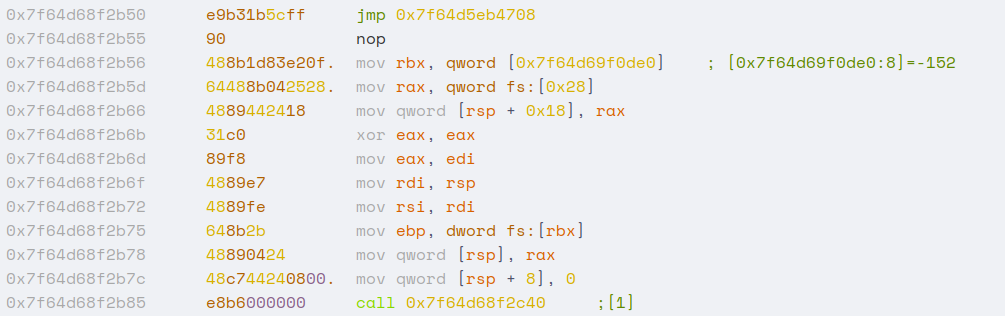 0x7f64d68f2b50 e9b31b5cff jmp 0x7f64d5eb4708
0x7f64d68f2b55 90 nop
0x7f64d68f2b56 488b1d83e20f. mov rbx, qword [0x7f64d69f0de0] ; [0x7f64d69f0de0:8]=-152
0x7f64d68f2b5d 64488b042528. mov rax, qword fs:[0x28]
0x7f64d68f2b66 4889442418 mov qword [rsp + 0x18], rax
0x7f64d68f2b6b 31c0 xor eax, eax
0x7f64d68f2b6d 89f8 mov eax, edi
0x7f64d68f2b6f 4889e7 mov rdi, rsp
0x7f64d68f2b72 4889fe mov rsi, rdi
0x7f64d68f2b75 648b2b mov ebp, dword fs:[rbx]
0x7f64d68f2b78 48890424 mov qword [rsp], rax
0x7f64d68f2b7c 48c744240800. mov qword [rsp + 8], 0
0x7f64d68f2b85 e8b6000000 call 0x7f64d68f2c40 ;[1]